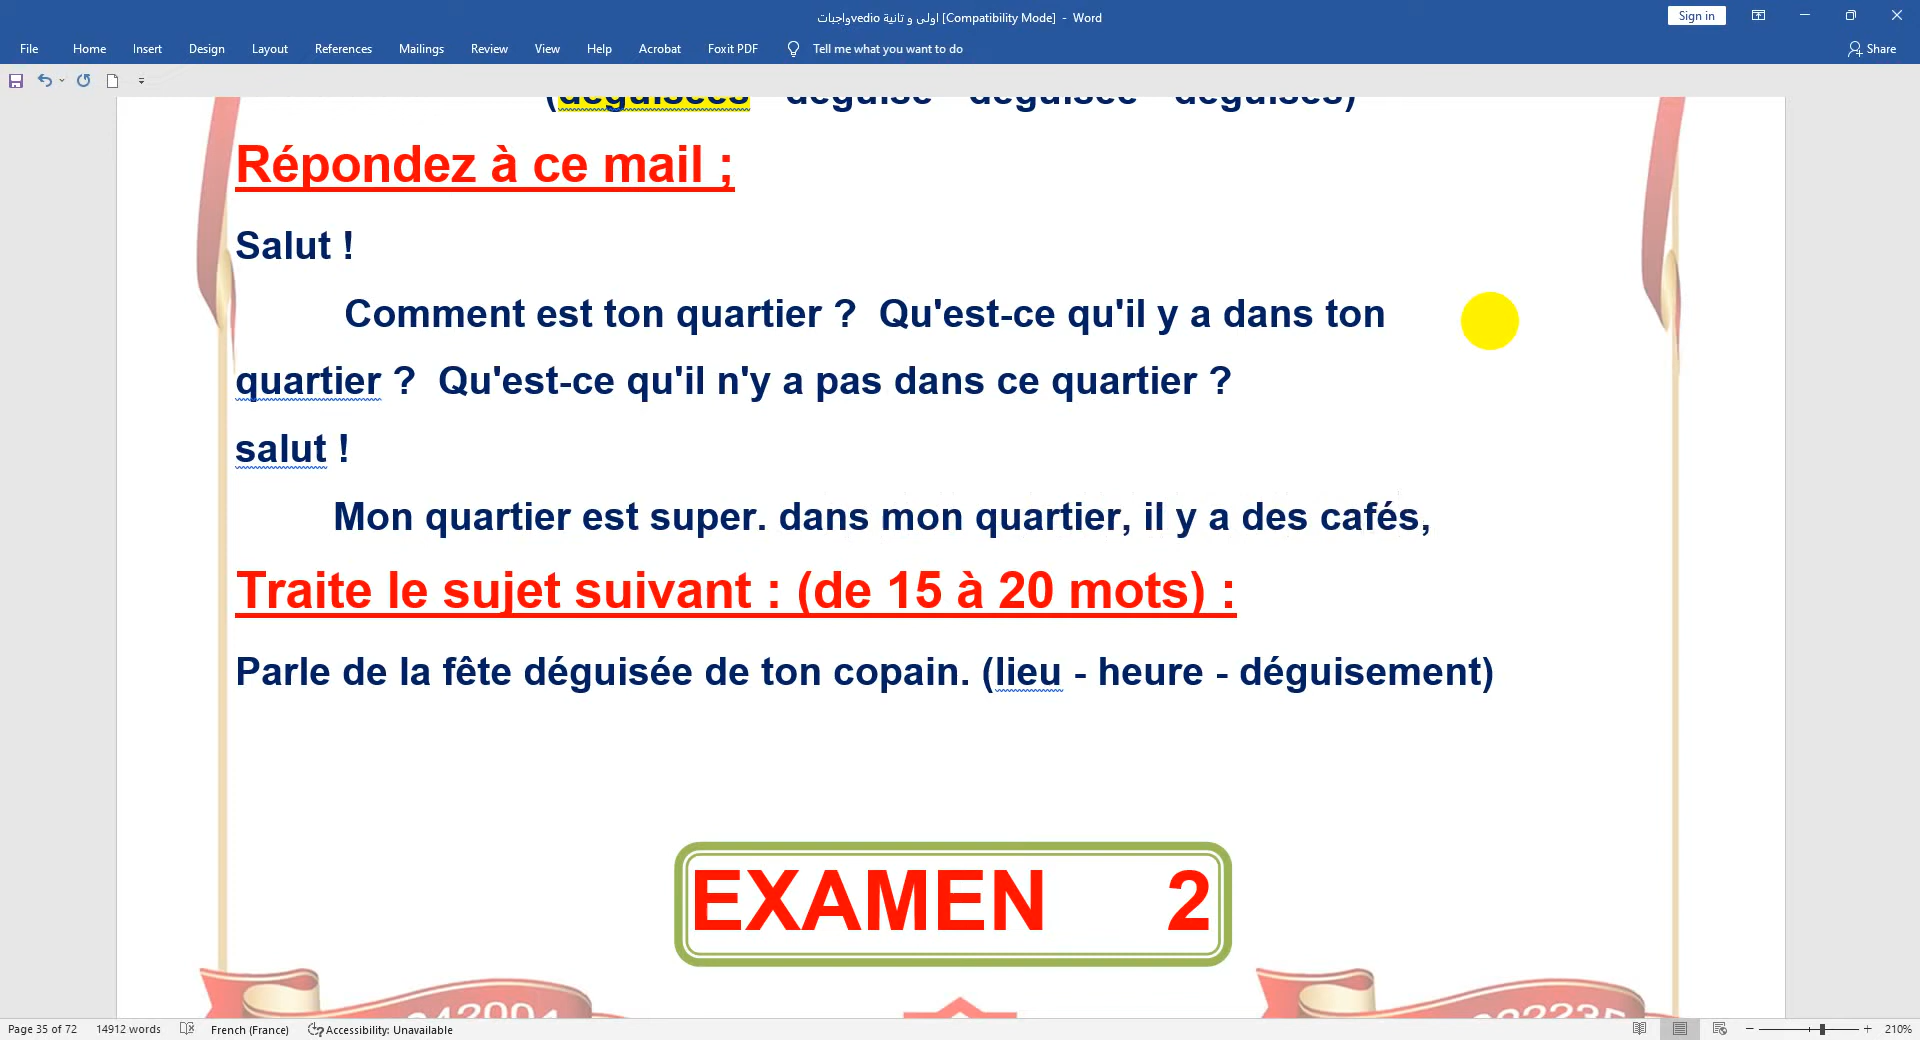 واجباتvedio اولى و تانية [Compatibility Mode] - Word
Sign in
File Home Insert Design Layout References Mailings Review View Help Acrobat Foxit PDF Tell me what you want to do Share
(déguisées - déguisé - déguisée - déguisés)
Répondez à ce mail ;
Salut !
Comment est ton quartier ? Qu'est-ce qu'il y a dans ton
quartier ? Qu'est-ce qu'il n'y a pas dans ce quartier ?
salut !
Mon quartier est super. dans mon quartier, il y a des cafés,
Traite le sujet suivant : (de 15 à 20 mots) :
Parle de la fête déguisée de ton copain. (lieu - heure - déguisement)
EXAMEN 2
Page 35 of 72 14912 words French (France) Accessibility: Unavailable 210%